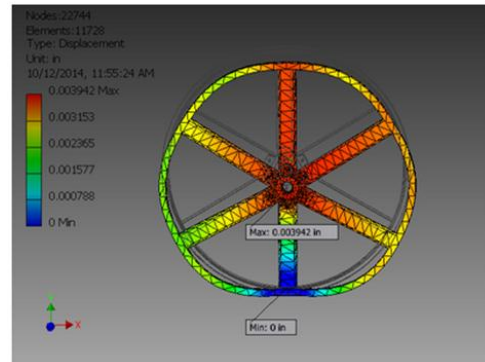 Nodes:22744
Elements:11728
Type: Displacement
Unit: in
10/12/2014, 11:55:24 AM
0.003942 Max
0.003153
0.002365
0.001577
0.000788
0 Min
Max: 0.003942 in
Min: 0 in
Y
X